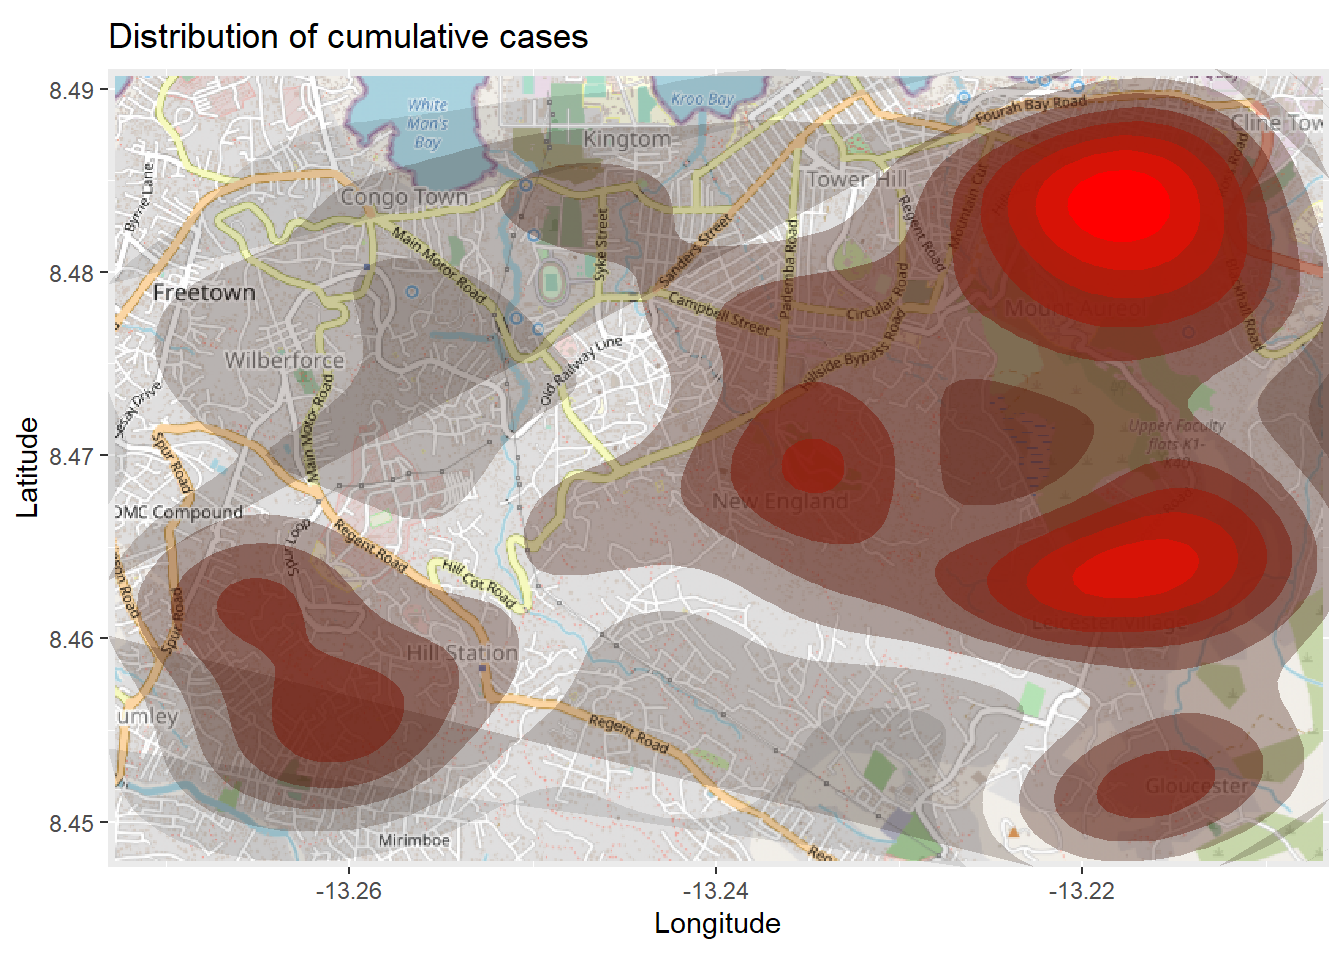 Distribution of cumulative cases
8.49
8.48
8.47
8.46
8.45
Latitude
White
Man's
Bay
Kroo Bay
Fourah Bay Road
Cline Tow
Kingtom
Byrne Lane
Congo Town
Tower Hill
Mountain Cut
Regent Road
Main Motor Road
Syke Street
Sanders Street
Pademba Road
Freetown
Campbell Street
Circular Road
Mount Aureol
Wilberforce
Old Railway Line
Hillside Bypass Road
Main Motor Road
Upper Faculty
flats K1-
K40
Spur Road
New England
OMC Compound
Spur Loop
Regent Road
Hill Cot Road
Spur Road
Leicester Village
Hill Station
umley
Regent Road
Gloucester
Mirimboe
-13.26
-13.24
-13.22
Longitude